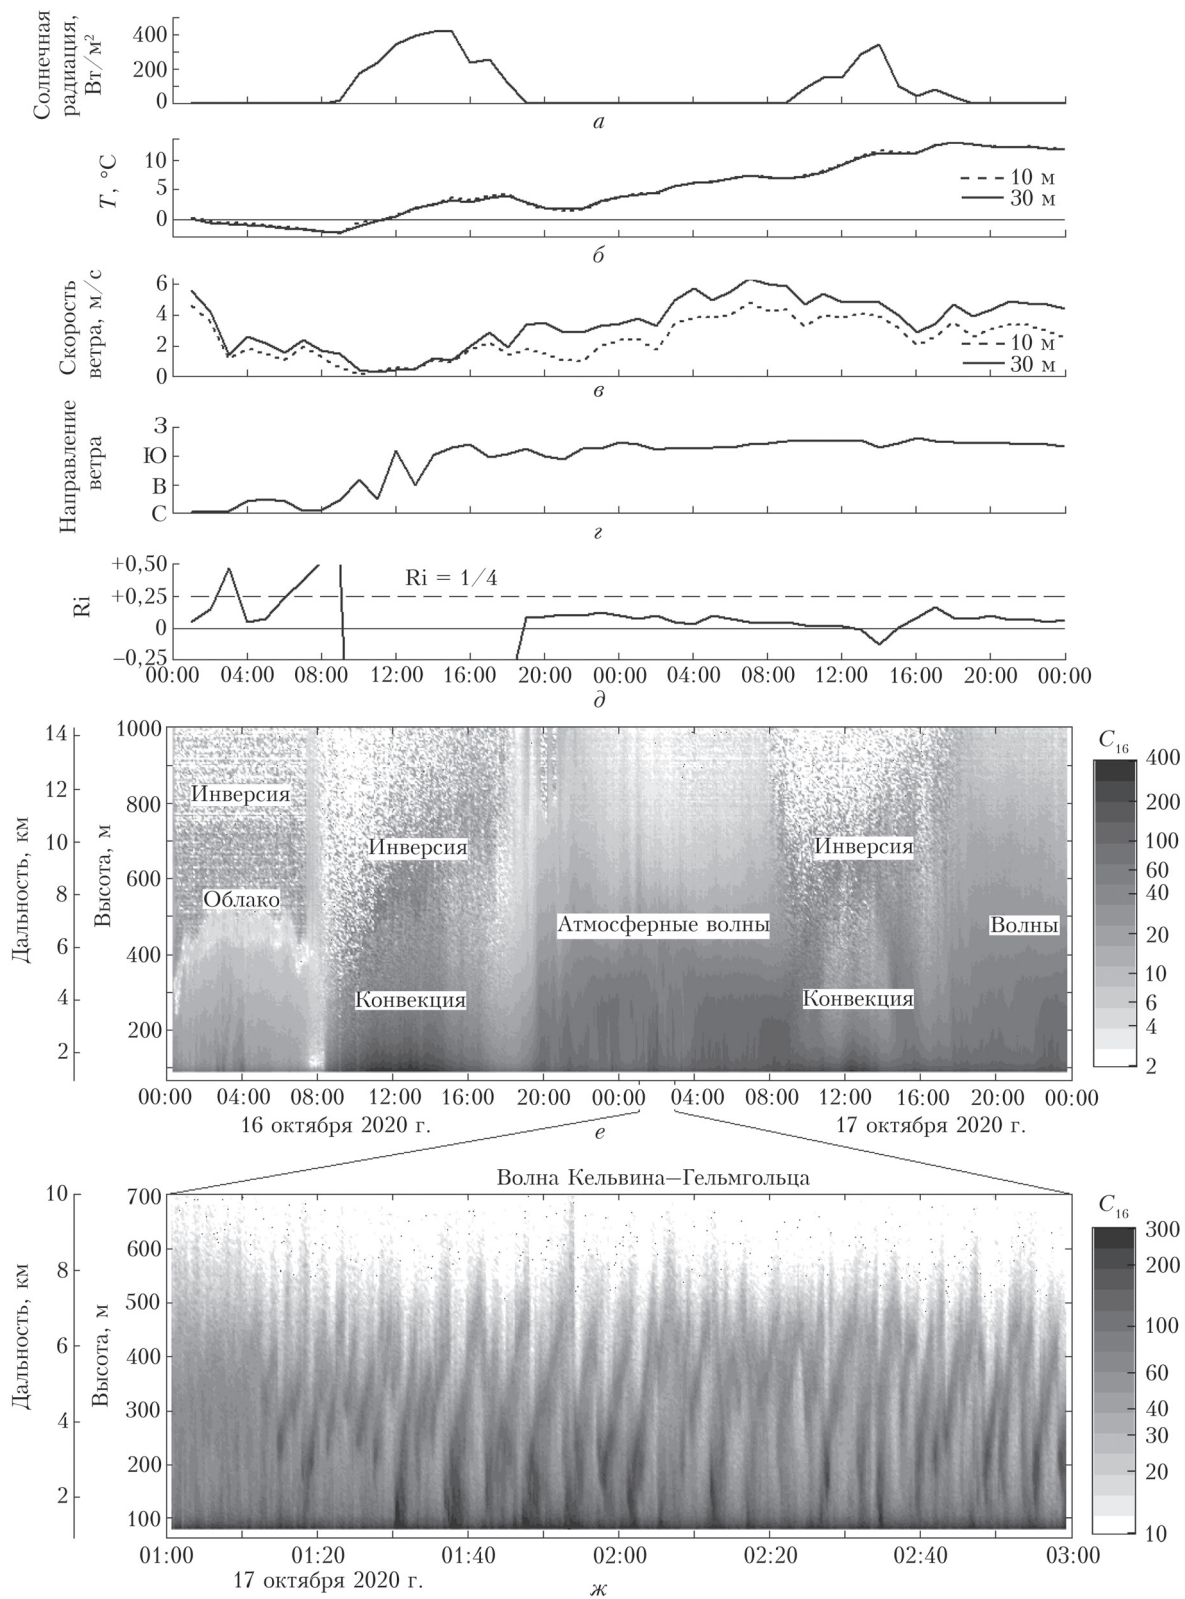 Солнечная
радиация,
Вт/м²
400
200
0
а
T, °C
10
5
0
10 м
30 м
б
Скорость
ветра, м/с
6
4
2
0
10 м
30 м
в
Направление
ветра
З
Ю
В
С
г
Ri
+0,50
+0,25
0
−0,25
Ri = 1/4
00:00 04:00 08:00 12:00 16:00 20:00 00:00 04:00 08:00 12:00 16:00 20:00 00:00
д
Дальность, км
14
12
10
8
6
4
2
Высота, м
1000
800
600
400
200
Инверсия
Облако
Инверсия
Конвекция
Атмосферные волны
Инверсия
Конвекция
Волны
C₁₆
400
200
100
60
40
20
10
6
4
2
00:00 04:00 08:00 12:00 16:00 20:00 00:00 04:00 08:00 12:00 16:00 20:00 00:00
16 октября 2020 г. 17 октября 2020 г.
е
Волна Кельвина—Гельмгольца
Дальность, км
10
8
6
4
2
Высота, м
700
600
500
400
300
200
100
C₁₆
300
200
100
60
40
30
20
10
01:00 01:20 01:40 02:00 02:20 02:40 03:00
17 октября 2020 г.
ж